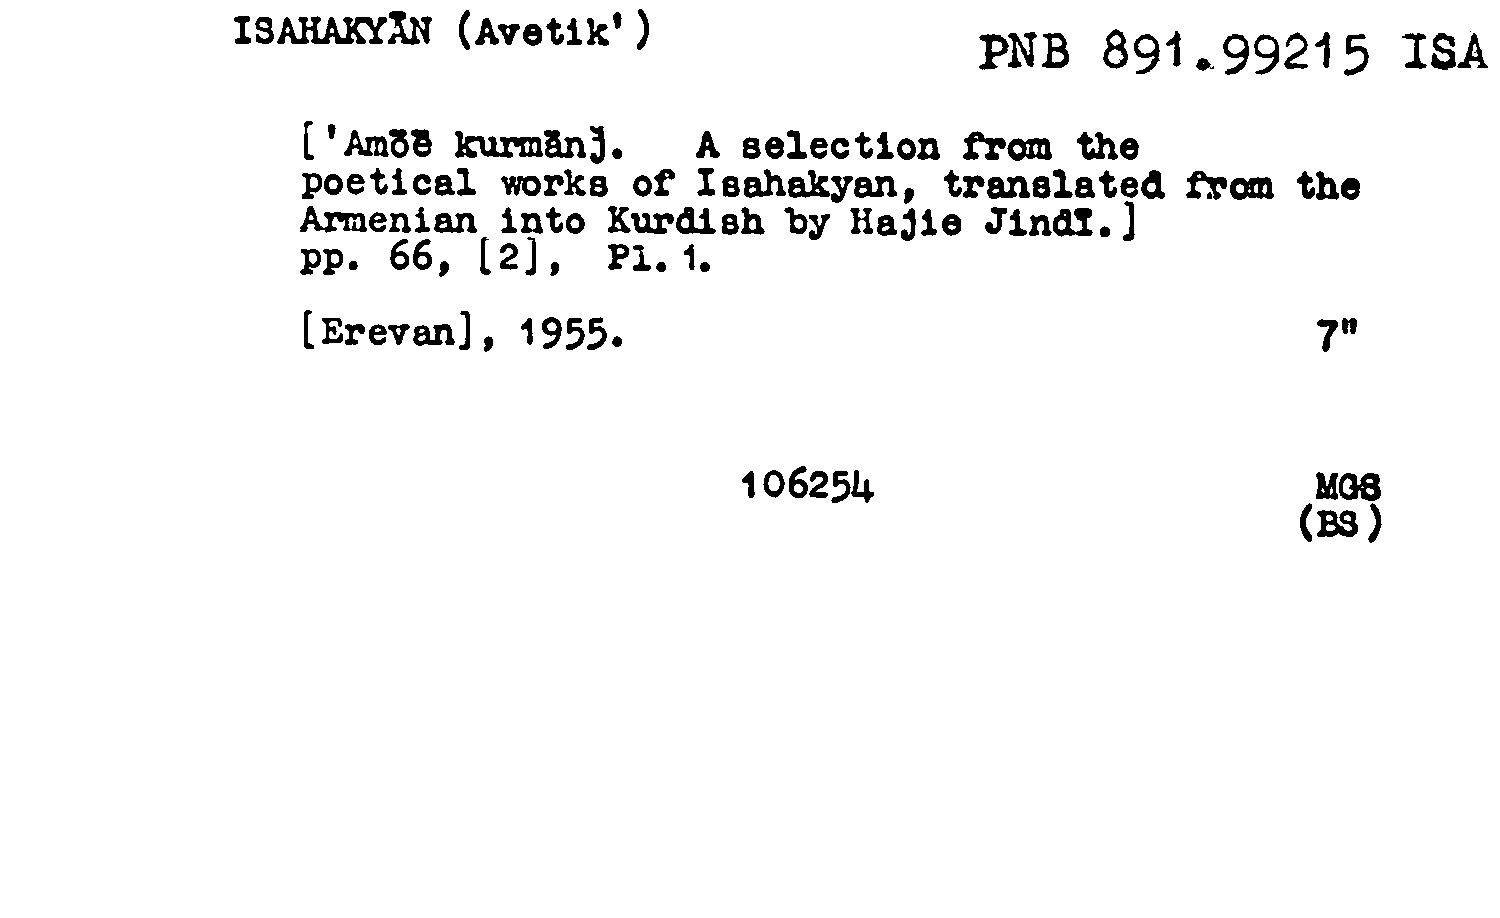 ISAHAKYĀN (Avetik')
PNB 891.99215 ISA
['Amōē kurmānǰ. A selection from the
poetical works of Isahakyan, translated from the
Armenian into Kurdish by Hajie Jindī.]
pp. 66, [2], Pl. 1.
[Erevan], 1955. 7"
106254 MGS
(BS)